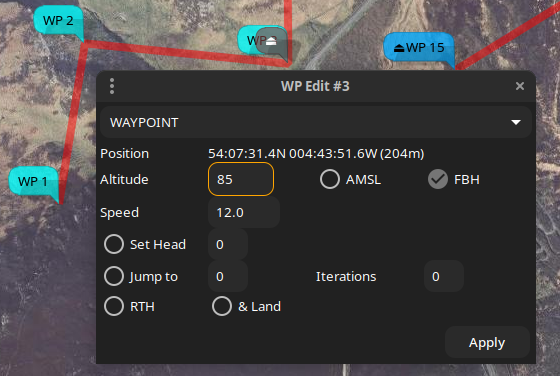 WP 2
WP
⏏WP 15
WP Edit #3
WAYPOINT
Position 54:07:31.4N 004:43:51.6W (204m)
WP 1
Altitude 85 AMSL FBH
Speed 12.0
Set Head 0
Jump to 0 Iterations 0
RTH & Land
Apply